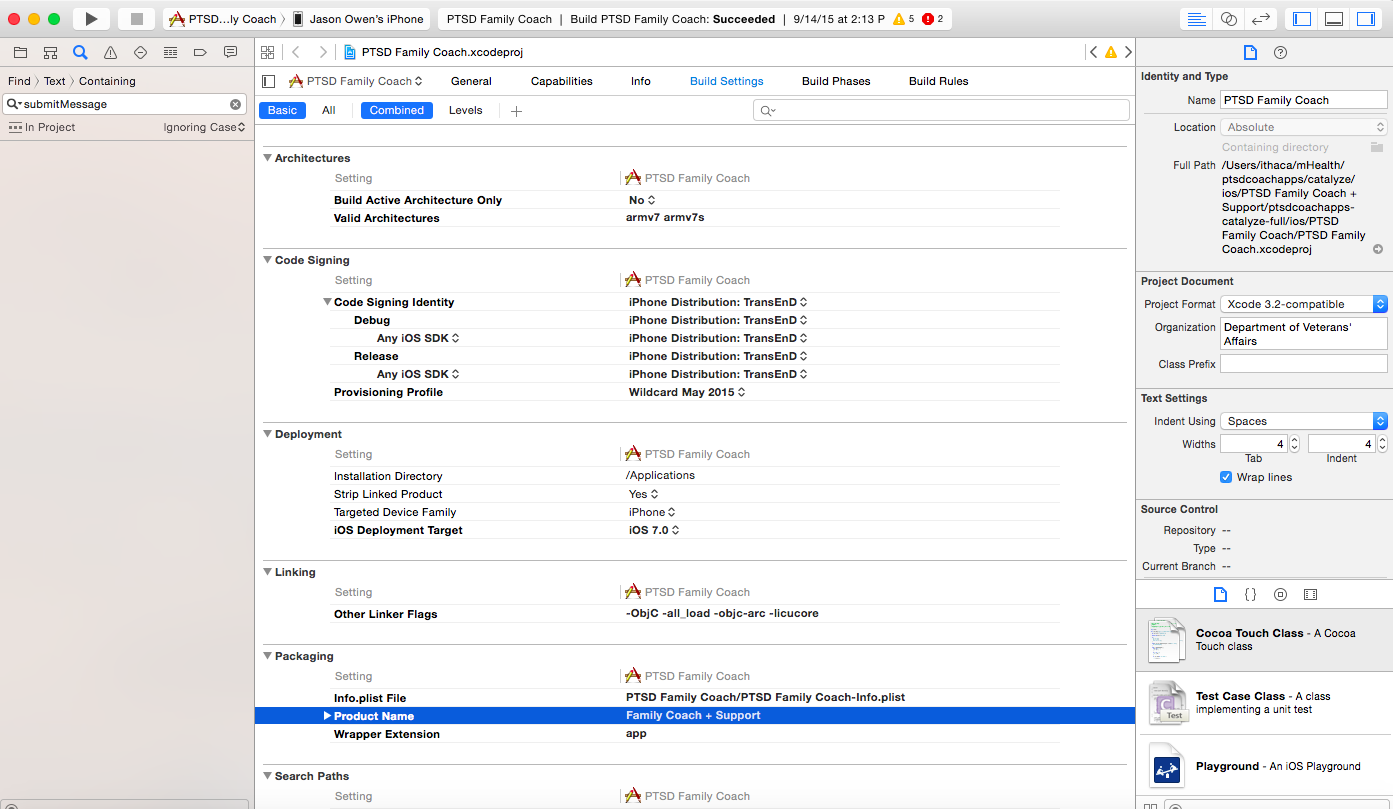 PTSD...ly Coach
Jason Owen's iPhone
PTSD Family Coach | Build PTSD Family Coach: Succeeded | 9/14/15 at 2:13 P
5
2
PTSD Family Coach.xcodeproj
Find
Text
Containing
submitMessage
In Project
Ignoring Case
PTSD Family Coach
General
Capabilities
Info
Build Settings
Build Phases
Build Rules
Basic
All
Combined
Levels
Architectures
Setting
PTSD Family Coach
Build Active Architecture Only
No
Valid Architectures
armv7 armv7s
Code Signing
Setting
PTSD Family Coach
Code Signing Identity
iPhone Distribution: TransEnD
Debug
iPhone Distribution: TransEnD
Any iOS SDK
iPhone Distribution: TransEnD
Release
iPhone Distribution: TransEnD
Any iOS SDK
iPhone Distribution: TransEnD
Provisioning Profile
Wildcard May 2015
Deployment
Setting
PTSD Family Coach
Installation Directory
/Applications
Strip Linked Product
Yes
Targeted Device Family
iPhone
iOS Deployment Target
iOS 7.0
Linking
Setting
PTSD Family Coach
Other Linker Flags
-ObjC -all_load -objc-arc -licucore
Packaging
Setting
PTSD Family Coach
Info.plist File
PTSD Family Coach/PTSD Family Coach-Info.plist
Product Name
Family Coach + Support
Wrapper Extension
app
Search Paths
Setting
PTSD Family Coach
Identity and Type
Name
PTSD Family Coach
Location
Absolute
Containing directory
Full Path
/Users/ithaca/mHealth/
ptsdcoachapps/catalyze/
ios/PTSD Family Coach +
Support/ptsdcoachapps-
catalyze-full/ios/PTSD
Family Coach/PTSD Family
Coach.xcodeproj
Project Document
Project Format
Xcode 3.2-compatible
Organization
Department of Veterans'
Affairs
Class Prefix
Text Settings
Indent Using
Spaces
Widths
4
4
Tab
Indent
Wrap lines
Source Control
Repository --
Type --
Current Branch --
{}
Cocoa Touch Class - A Cocoa
Touch class
Test
Test Case Class - A class
implementing a unit test
Playground - An iOS Playground